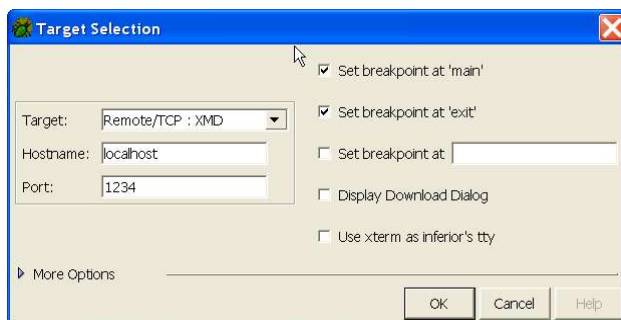 Target Selection
Target: Remote/TCP : XMD
Hostname: localhost
Port: 1234
Set breakpoint at 'main'
Set breakpoint at 'exit'
Set breakpoint at
Display Download Dialog
Use xterm as inferior's tty
More Options
OK Cancel Help